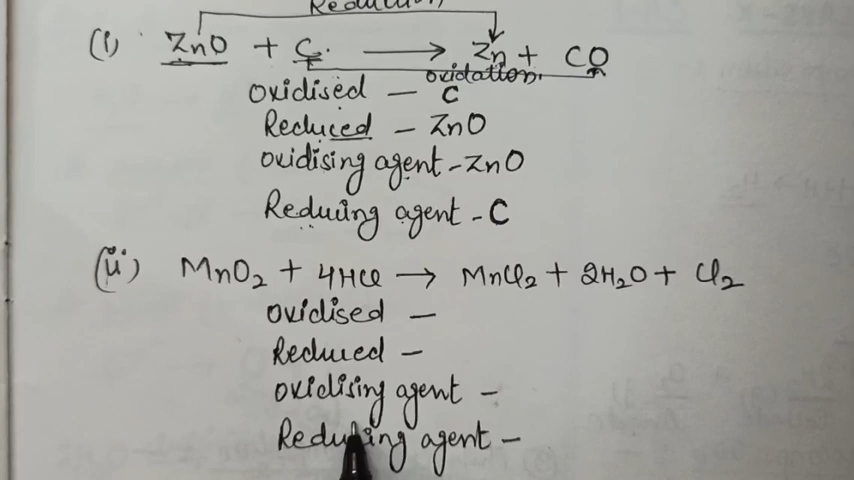 Reduction
(i) ZnO + C ⟶ Zn + CO
oxidation
Oxidised — C
Reduced — ZnO
oxidising agent - ZnO
Reducing agent - C
(ii) MnO₂ + 4HCl → MnCl₂ + 2H₂O + Cl₂
Oxidised —
Reduced —
Oxidising agent —
Reducing agent —